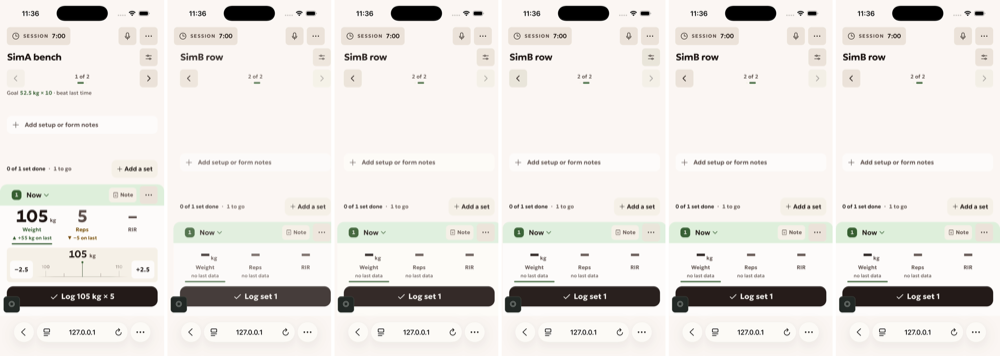 11:36
SESSION 7:00
SimA bench
1 of 2
Goal 52.5 kg × 10 · beat last time
+ Add setup or form notes
0 of 1 set done · 1 to go
+ Add a set
1 Now
Note
105 kg
5
–
Weight
Reps
RIR
▲ +55 kg on last
▼ −5 on last
105 kg
−2.5
100
110
+2.5
✓ Log 105 kg × 5
127.0.0.1
11:36
SESSION 7:00
SimB row
2 of 2
+ Add setup or form notes
0 of 1 set done · 1 to go
+ Add a set
1 Now
Note
– kg
–
–
Weight
Reps
RIR
no last data
no last data
✓ Log set 1
127.0.0.1
11:36
SESSION 7:00
SimB row
2 of 2
+ Add setup or form notes
0 of 1 set done · 1 to go
+ Add a set
1 Now
Note
– kg
–
–
Weight
Reps
RIR
no last data
no last data
✓ Log set 1
127.0.0.1
11:36
SESSION 7:00
SimB row
2 of 2
+ Add setup or form notes
0 of 1 set done · 1 to go
+ Add a set
1 Now
Note
– kg
–
–
Weight
Reps
RIR
no last data
no last data
✓ Log set 1
127.0.0.1
11:36
SESSION 7:00
SimB row
2 of 2
+ Add setup or form notes
0 of 1 set done · 1 to go
+ Add a set
1 Now
Note
– kg
–
–
Weight
Reps
RIR
no last data
no last data
✓ Log set 1
127.0.0.1
11:36
SESSION 7:00
SimB row
2 of 2
+ Add setup or form notes
0 of 1 set done · 1 to go
+ Add a set
1 Now
Note
– kg
–
–
Weight
Reps
RIR
no last data
no last data
✓ Log set 1
127.0.0.1